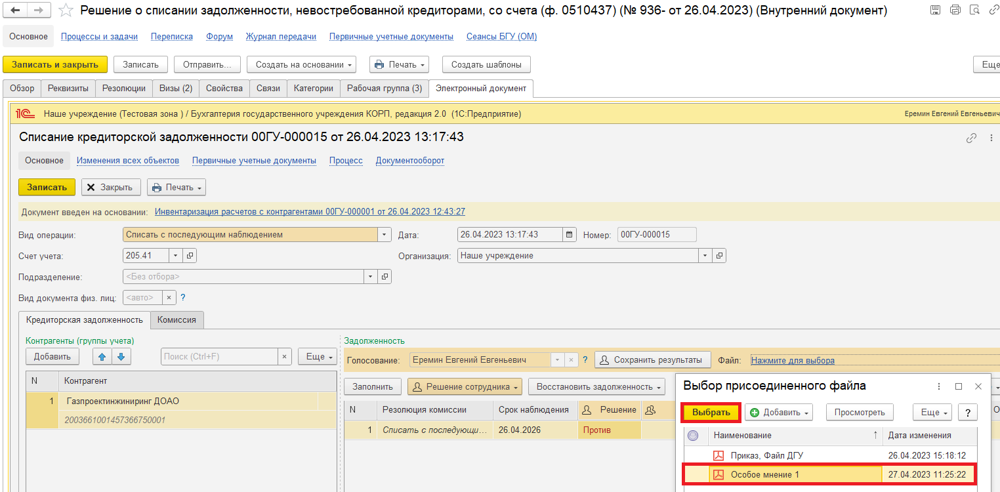 Решение о списании задолженности, невостребованной кредиторами, со счета (ф. 0510437) (№ 936- от 26.04.2023) (Внутренний документ)
Основное Процессы и задачи Переписка Форум Журнал передачи Первичные учетные документы Сеансы БГУ (ОМ)
Записать и закрыть Записать Отправить... Создать на основании Печать Создать шаблоны Еще
Обзор Реквизиты Резолюции Визы (2) Свойства Связи Категории Рабочая группа (3) Электронный документ
1С Наше учреждение (Тестовая зона ) / Бухгалтерия государственного учреждения КОРП, редакция 2.0 (1С:Предприятие) Еремин Евгений Евгеньевич
Списание кредиторской задолженности 00ГУ-000015 от 26.04.2023 13:17:43
Основное Изменения всех объектов Первичные учетные документы Процесс Документооборот
Записать Закрыть Печать
Документ введен на основании: Инвентаризация расчетов с контрагентами 00ГУ-000001 от 26.04.2023 12:43:27
Вид операции: Списать с последующим наблюдением Дата: 26.04.2023 13:17:43 Номер: 00ГУ-000015
Счет учета: 205.41 Организация: Наше учреждение
Подразделение: <Без отбора>
Вид документа физ. лиц: <авто> × ?
Кредиторская задолженность Комиссия
Контрагенты (группы учета) Задолженность
Добавить Поиск (Ctrl+F) × Еще
Голосование: Еремин Евгений Евгеньевич × ? Сохранить результаты Файл: Нажмите для выбора
N Контрагент
1 Газпроектинжиниринг ДОАО
2003661001457366750001
Заполнить Решение сотрудника Восстановить задолженность
N Резолюция комиссии Срок наблюдения Решение
1 Списать с последующи... 26.04.2026 Против
Выбор присоединенного файла
Выбрать Добавить Просмотреть Еще ?
Наименование ↑ Дата изменения
Приказ, Файл ДГУ 26.04.2023 15:18:12
Особое мнение 1 27.04.2023 11:25:22